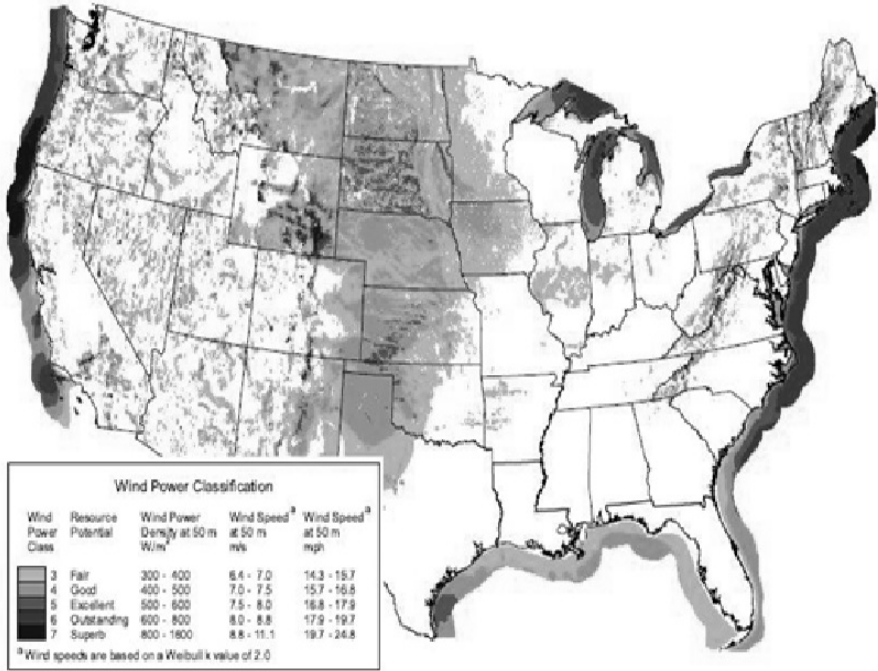 Wind Power Classification
Wind Power Class Resource Potential Wind Power Density at 50 m W/m² Wind Speed a at 50 m m/s Wind Speed a at 50 m mph
3 Fair 300 - 400 6.4 - 7.0 14.3 - 15.7
4 Good 400 - 500 7.0 - 7.5 15.7 - 16.8
5 Excellent 500 - 600 7.5 - 8.0 16.8 - 17.9
6 Outstanding 600 - 800 8.0 - 8.8 17.9 - 19.7
7 Superb 800 - 1600 8.8 - 11.1 19.7 - 24.8
a Wind speeds are based on a Weibull k value of 2.0